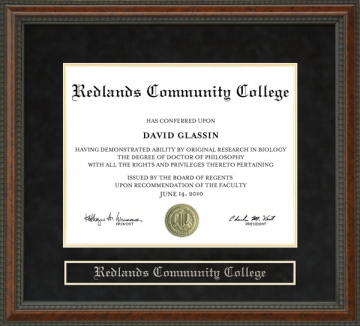 Redlands Community College
HAS CONFERRED UPON
DAVID GLASSIN
HAVING DEMONSTRATED ABILITY BY ORIGINAL RESEARCH IN BIOLOGY
THE DEGREE OF DOCTOR OF PHILOSOPHY
WITH ALL THE RIGHTS AND PRIVILEGES THERETO PERTAINING
ISSUED BY THE BOARD OF REGENTS
UPON RECOMMENDATION OF THE FACULTY
JUNE 14, 2010
PROVOST
PRESIDENT
Redlands Community College